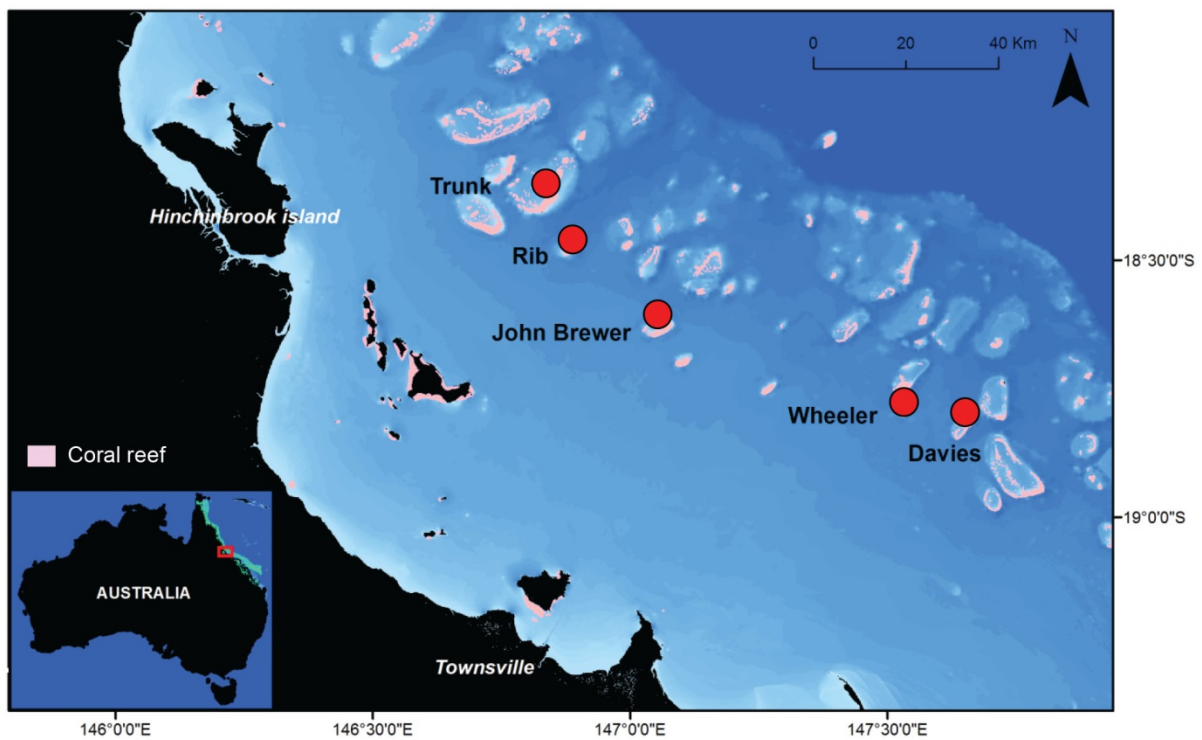 0 20 40 Km
N
Trunk
Hinchinbrook island
Rib
18°30'0"S
John Brewer
Wheeler
Davies
Coral reef
19°0'0"S
AUSTRALIA
Townsville
146°0'0"E 146°30'0"E 147°0'0"E 147°30'0"E